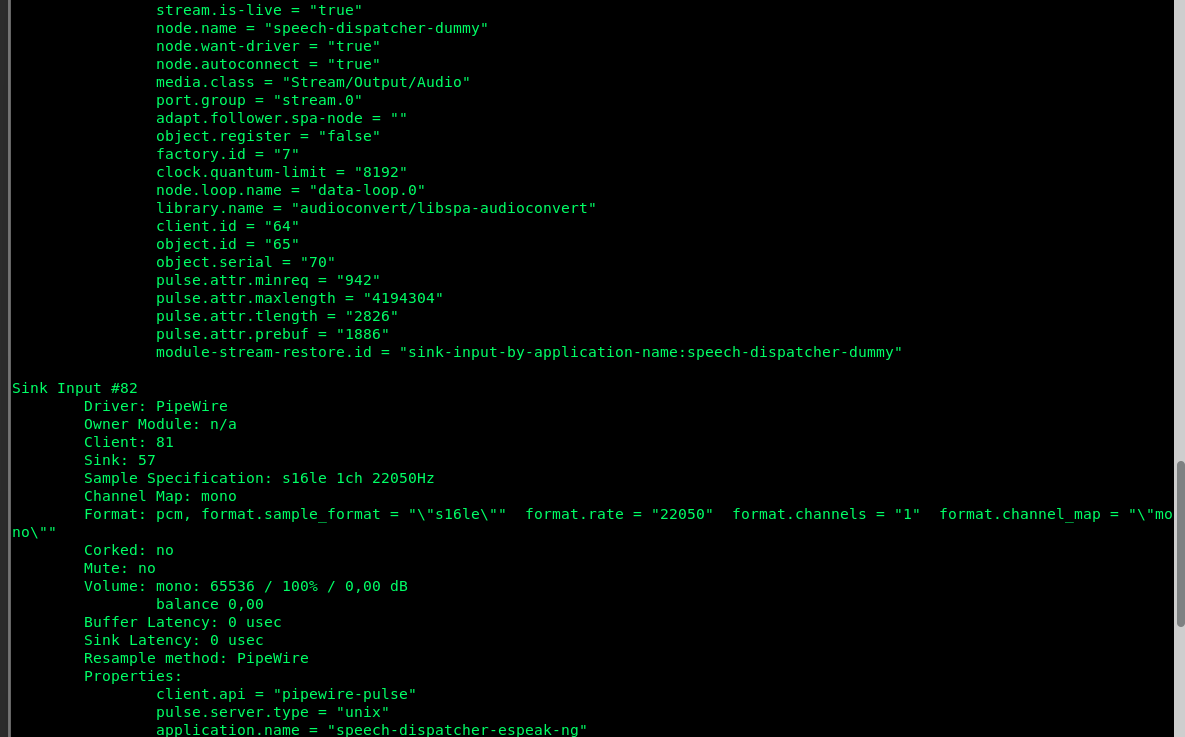 stream.is-live = "true"
node.name = "speech-dispatcher-dummy"
node.want-driver = "true"
node.autoconnect = "true"
media.class = "Stream/Output/Audio"
port.group = "stream.0"
adapt.follower.spa-node = ""
object.register = "false"
factory.id = "7"
clock.quantum-limit = "8192"
node.loop.name = "data-loop.0"
library.name = "audioconvert/libspa-audioconvert"
client.id = "64"
object.id = "65"
object.serial = "70"
pulse.attr.minreq = "942"
pulse.attr.maxlength = "4194304"
pulse.attr.tlength = "2826"
pulse.attr.prebuf = "1886"
module-stream-restore.id = "sink-input-by-application-name:speech-dispatcher-dummy"
Sink Input #82
Driver: PipeWire
Owner Module: n/a
Client: 81
Sink: 57
Sample Specification: s16le 1ch 22050Hz
Channel Map: mono
Format: pcm, format.sample_format = "\"s16le\""  format.rate = "22050"  format.channels = "1"  format.channel_map = "\"mo
no\""
Corked: no
Mute: no
Volume: mono: 65536 / 100% / 0,00 dB
balance 0,00
Buffer Latency: 0 usec
Sink Latency: 0 usec
Resample method: PipeWire
Properties:
client.api = "pipewire-pulse"
pulse.server.type = "unix"
application.name = "speech-dispatcher-espeak-ng"